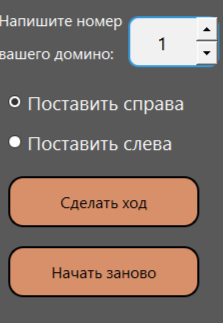 Напишите номер
вашего домино:
1
Поставить справа
Поставить слева
Сделать ход
Начать заново